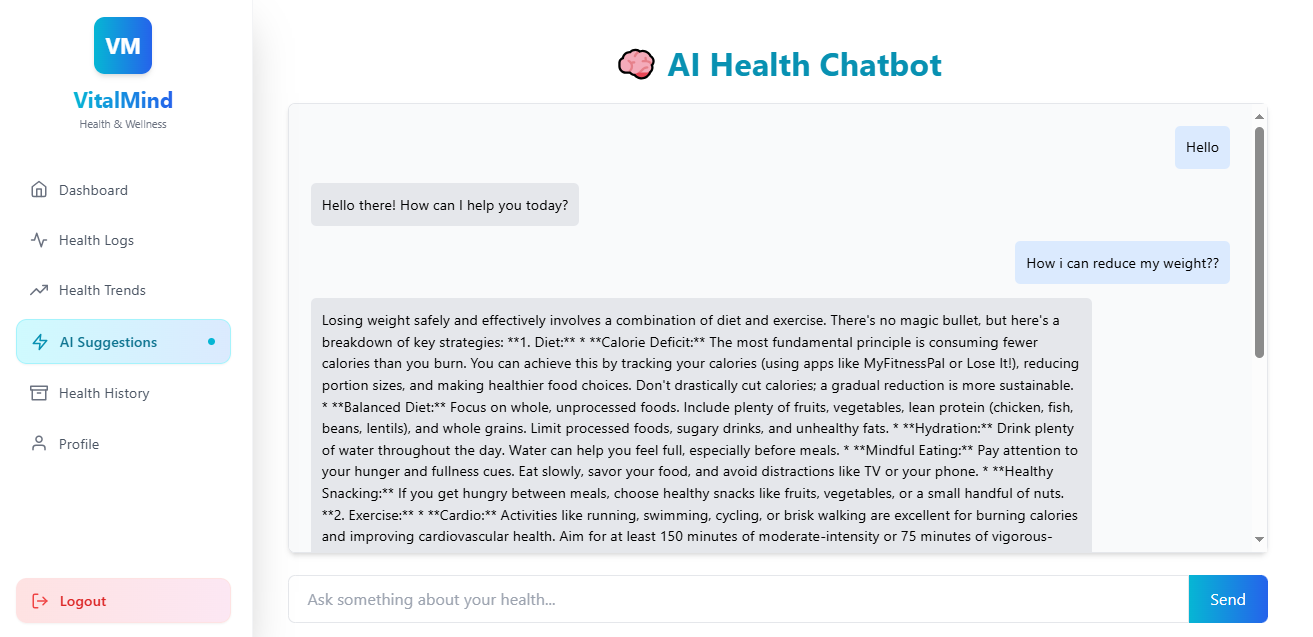 VM
VitalMind
Health & Wellness
Dashboard
Health Logs
Health Trends
AI Suggestions
Health History
Profile
Logout
AI Health Chatbot
Hello
Hello there! How can I help you today?
How i can reduce my weight??
Losing weight safely and effectively involves a combination of diet and exercise. There's no magic bullet, but here's a
breakdown of key strategies: **1. Diet:** * **Calorie Deficit:** The most fundamental principle is consuming fewer
calories than you burn. You can achieve this by tracking your calories (using apps like MyFitnessPal or Lose It!), reducing
portion sizes, and making healthier food choices. Don't drastically cut calories; a gradual reduction is more sustainable.
* **Balanced Diet:** Focus on whole, unprocessed foods. Include plenty of fruits, vegetables, lean protein (chicken, fish,
beans, lentils), and whole grains. Limit processed foods, sugary drinks, and unhealthy fats. * **Hydration:** Drink plenty
of water throughout the day. Water can help you feel full, especially before meals. * **Mindful Eating:** Pay attention to
your hunger and fullness cues. Eat slowly, savor your food, and avoid distractions like TV or your phone. * **Healthy
Snacking:** If you get hungry between meals, choose healthy snacks like fruits, vegetables, or a small handful of nuts.
**2. Exercise:** * **Cardio:** Activities like running, swimming, cycling, or brisk walking are excellent for burning calories
and improving cardiovascular health. Aim for at least 150 minutes of moderate-intensity or 75 minutes of vigorous-
Ask something about your health...
Send